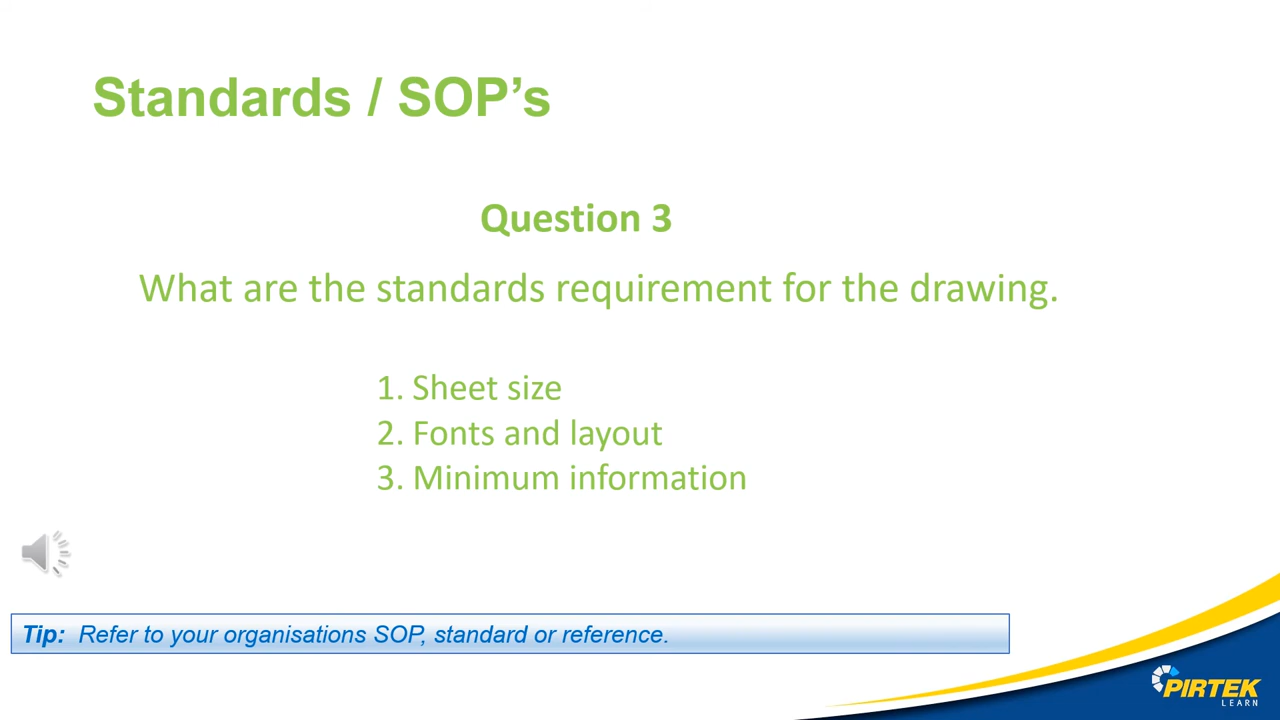 Standards / SOP’s
Question 3
What are the standards requirement for the drawing.
1. Sheet size
2. Fonts and layout
3. Minimum information
Tip: Refer to your organisations SOP, standard or reference.
PIRTEK
LEARN